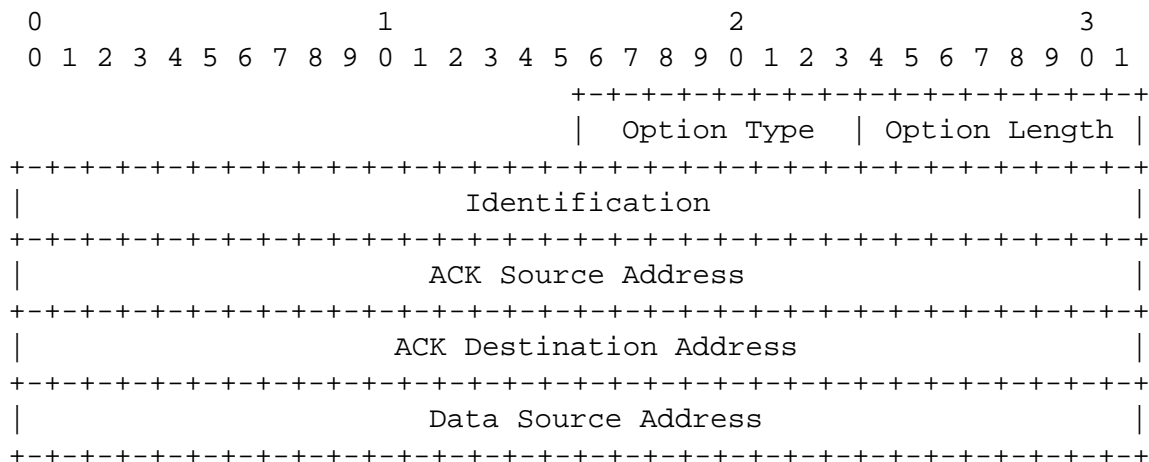 0                   1                   2                   3
 0 1 2 3 4 5 6 7 8 9 0 1 2 3 4 5 6 7 8 9 0 1 2 3 4 5 6 7 8 9 0 1
                                +-+-+-+-+-+-+-+-+-+-+-+-+-+-+-+-+
                                |  Option Type  | Option Length |
+-+-+-+-+-+-+-+-+-+-+-+-+-+-+-+-+-+-+-+-+-+-+-+-+-+-+-+-+-+-+-+-+
|                         Identification                        |
+-+-+-+-+-+-+-+-+-+-+-+-+-+-+-+-+-+-+-+-+-+-+-+-+-+-+-+-+-+-+-+-+
|                       ACK Source Address                      |
+-+-+-+-+-+-+-+-+-+-+-+-+-+-+-+-+-+-+-+-+-+-+-+-+-+-+-+-+-+-+-+-+
|                     ACK Destination Address                   |
+-+-+-+-+-+-+-+-+-+-+-+-+-+-+-+-+-+-+-+-+-+-+-+-+-+-+-+-+-+-+-+-+
|                       Data Source Address                     |
+-+-+-+-+-+-+-+-+-+-+-+-+-+-+-+-+-+-+-+-+-+-+-+-+-+-+-+-+-+-+-+-+